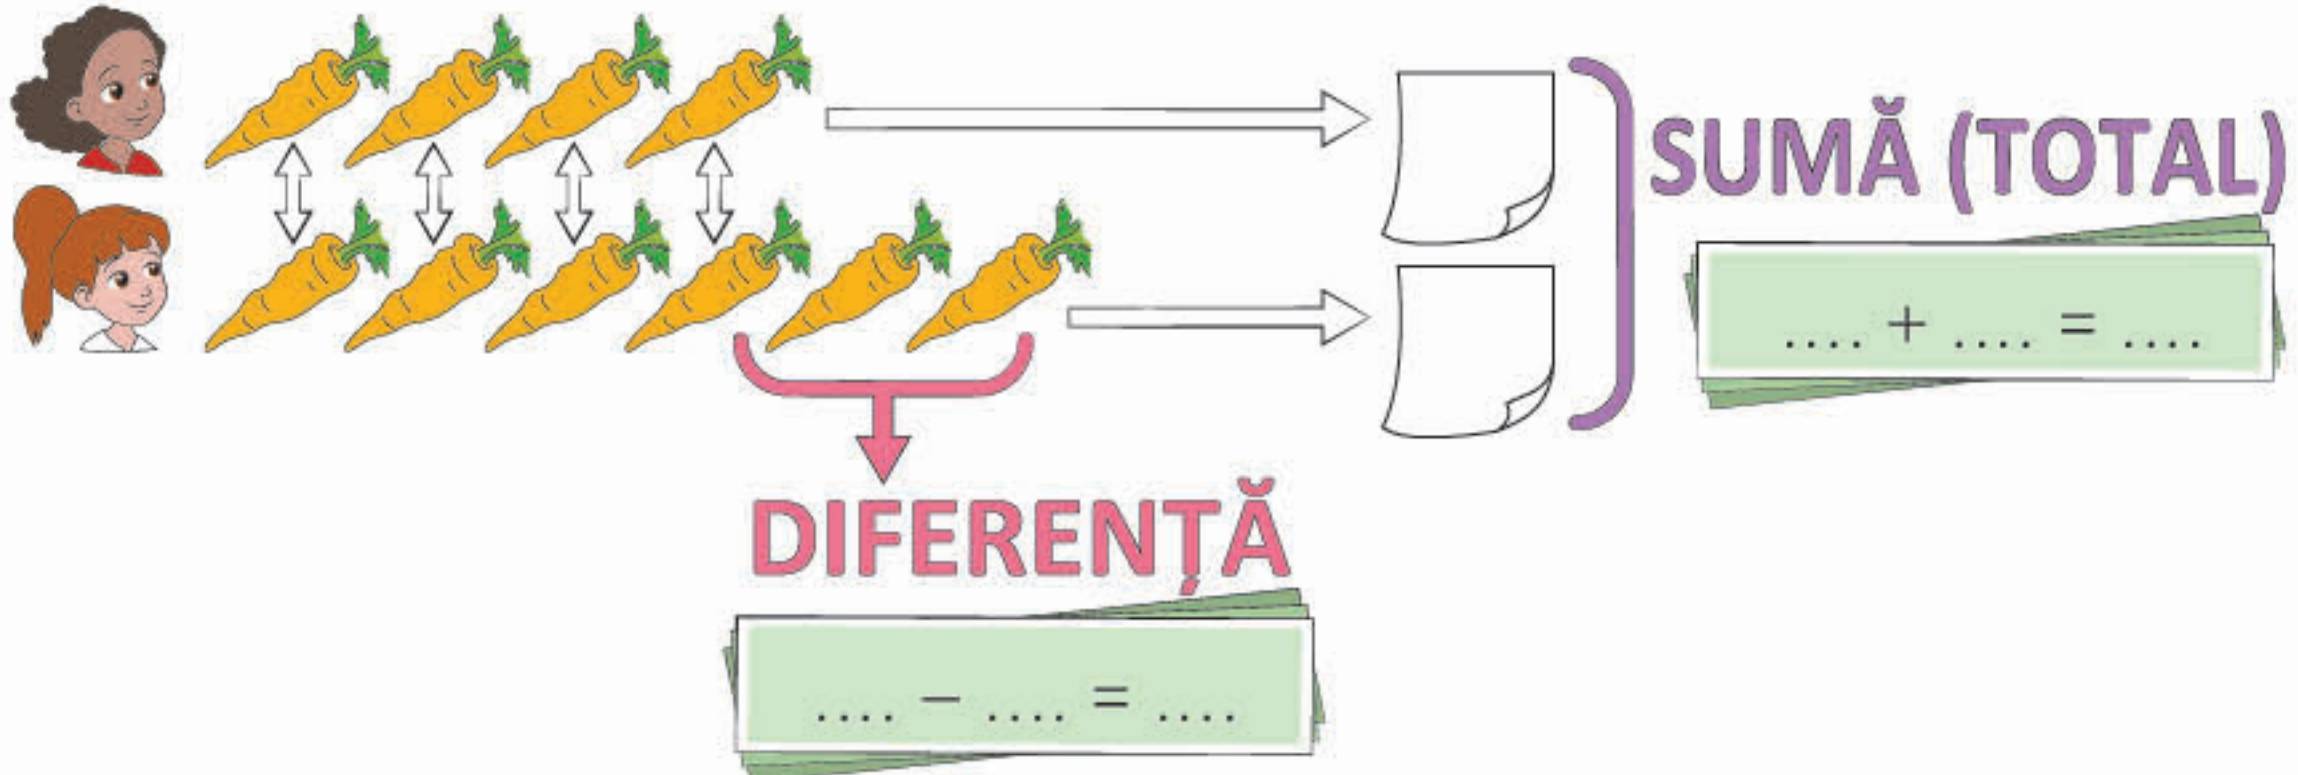 SUMĂ (TOTAL)
.... + .... = ....
DIFERENȚĂ
.... – .... = ....